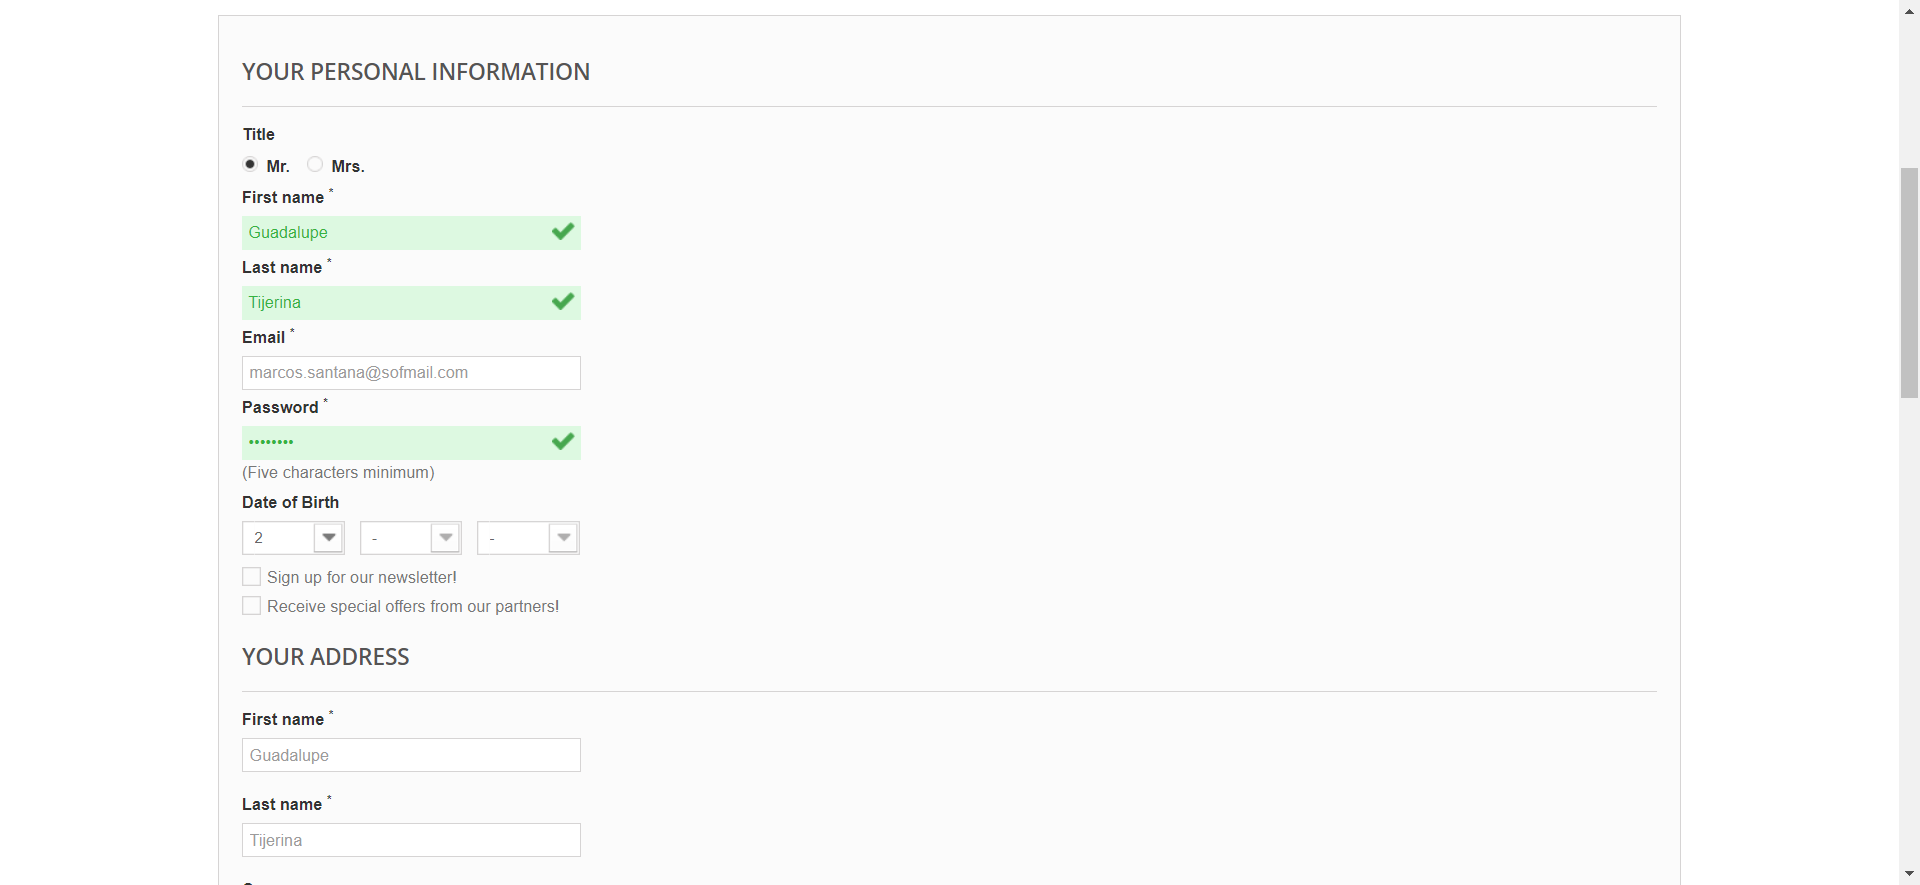 YOUR PERSONAL INFORMATION
Title
Mr. Mrs.
First name *
Guadalupe
Last name *
Tijerina
Email *
marcos.santana@sofmail.com
Password *
••••••••
(Five characters minimum)
Date of Birth
2 - -
Sign up for our newsletter!
Receive special offers from our partners!
YOUR ADDRESS
First name *
Guadalupe
Last name *
Tijerina